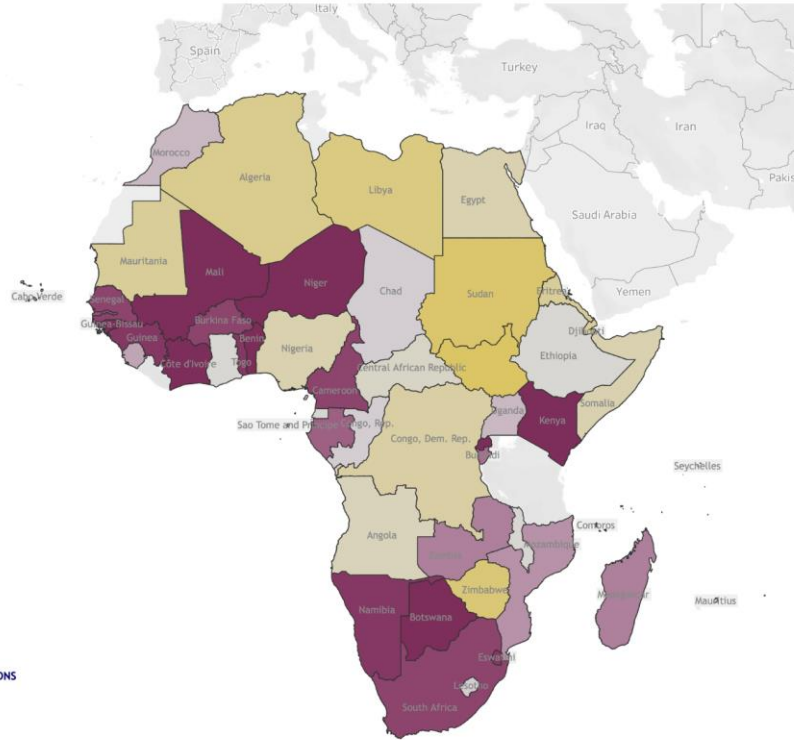 Italy
Spain
Turkey
Iraq
Iran
Pakis
Saudi Arabia
Yemen
Morocco
Algeria
Libya
Egypt
Mauritania
Mali
Niger
Chad
Sudan
Eritrea
Cabo Verde
Senegal
Guinea-Bissau
Guinea
Burkina Faso
Benin
Côte d'Ivoire
Togo
Nigeria
Djibouti
Ethiopia
Central African Republic
Cameroon
Somalia
Sao Tome and Principe
Congo, Rep.
Uganda
Kenya
Congo, Dem. Rep.
Burundi
Seychelles
Comoros
Angola
Zambia
Mozambique
Madagascar
Mauritius
Zimbabwe
Namibia
Botswana
Eswatini
Lesotho
South Africa
ONS